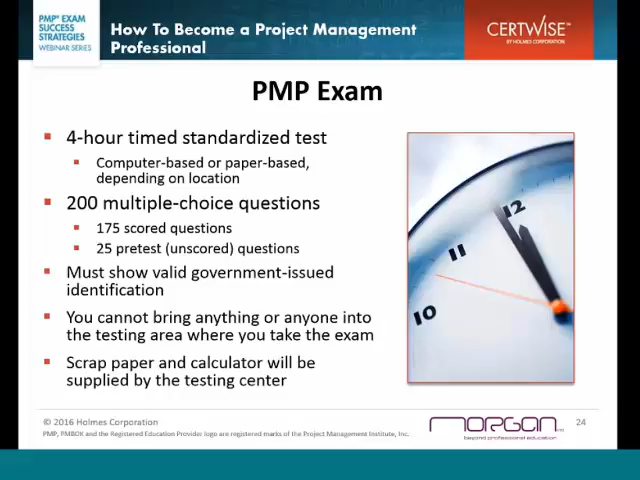 PMP® EXAM
SUCCESS
STRATEGIES
WEBINAR SERIES
How To Become a Project Management
Professional
CERTWISE™
BY HOLMES CORPORATION
PMP Exam
4-hour timed standardized test
Computer-based or paper-based,
depending on location
200 multiple-choice questions
175 scored questions
25 pretest (unscored) questions
Must show valid government-issued
identification
You cannot bring anything or anyone into
the testing area where you take the exam
Scrap paper and calculator will be
supplied by the testing center
12
11
10
© 2016 Holmes Corporation
24
PMP, PMBOK and the Registered Education Provider logo are registered marks of the Project Management Institute, Inc.
morgan
beyond professional education